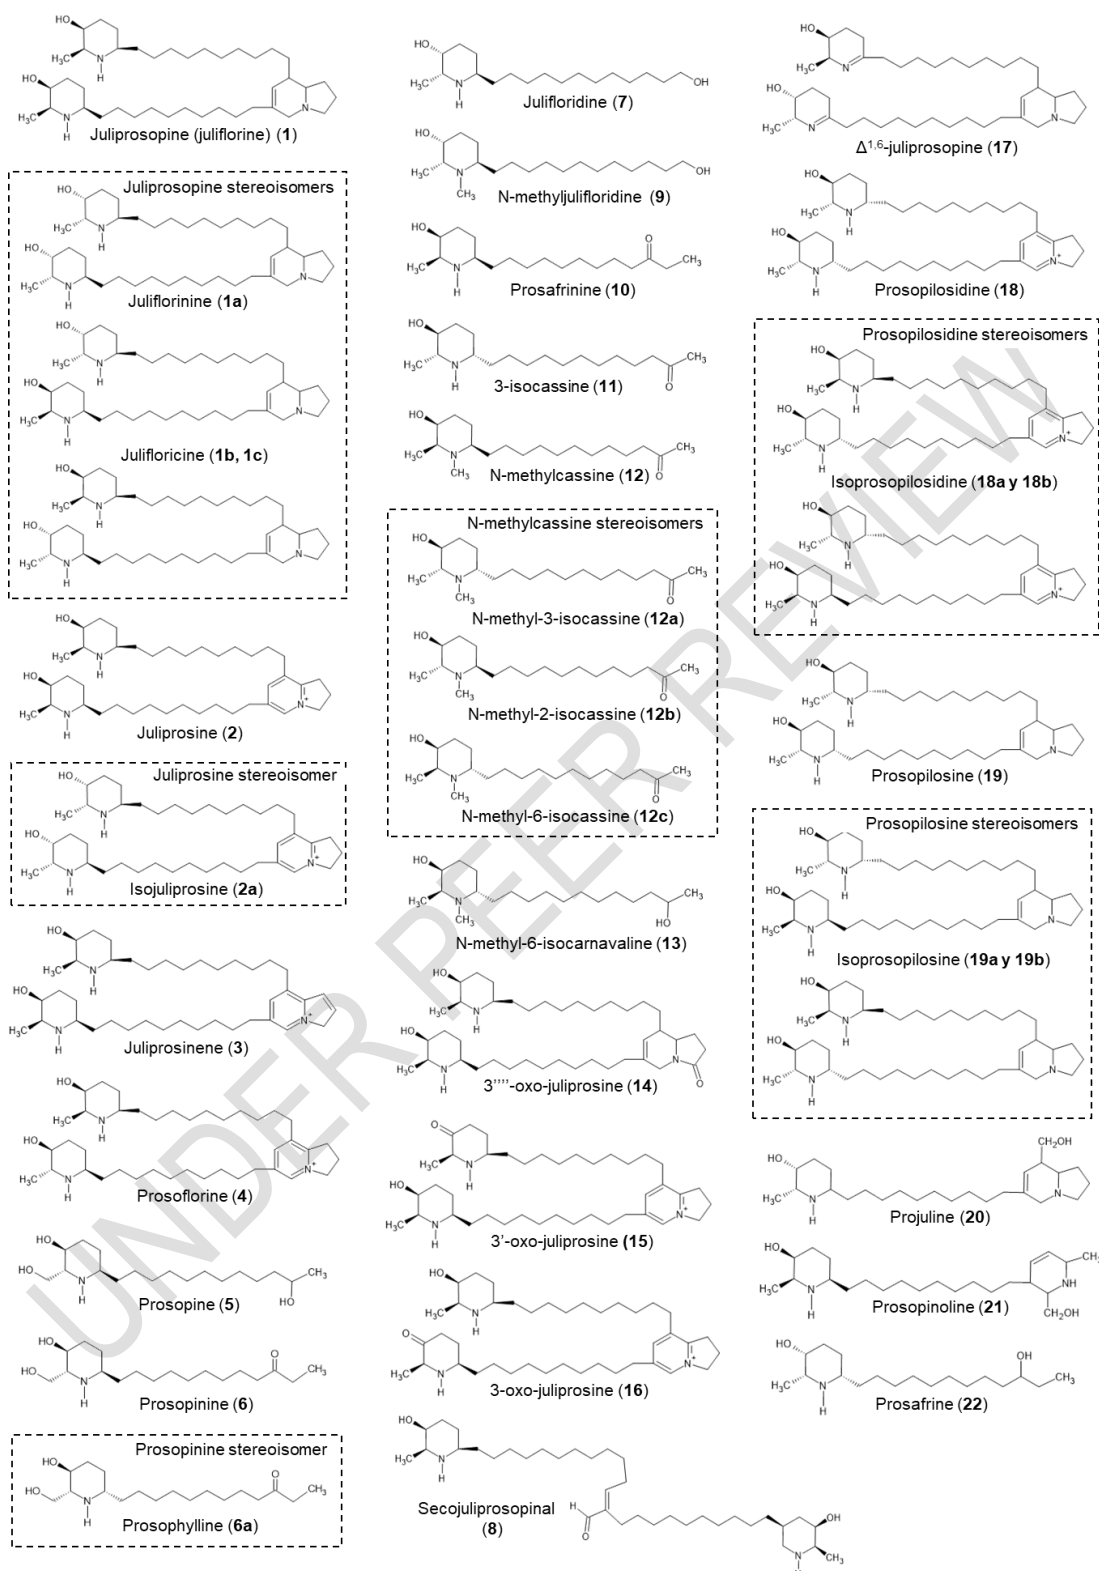 Juliprosopine (juliflorine) (1)
Juliprosopine stereoisomers
Juliflorinine (1a)
Julifloricine (1b, 1c)
Juliprosine (2)
Juliprosine stereoisomer
Isojuliprosine (2a)
Juliprosinene (3)
Prosoflorine (4)
Prosopine (5)
Prosopinine (6)
Prosopinine stereoisomer
Prosophylline (6a)
Julifloridine (7)
N-methyljulifloridine (9)
Prosafrinine (10)
3-isocassine (11)
N-methylcassine (12)
N-methylcassine stereoisomers
N-methyl-3-isocassine (12a)
N-methyl-2-isocassine (12b)
N-methyl-6-isocassine (12c)
N-methyl-6-isocarnavaline (13)
3''''-oxo-juliprosine (14)
3'-oxo-juliprosine (15)
3-oxo-juliprosine (16)
Secojuliprosopinal
(8)
Δ1,6-juliprosopine (17)
Prosopilosidine (18)
Prosopilosidine stereoisomers
Isoprosopilosidine (18a y 18b)
Prosopilosine (19)
Prosopilosine stereoisomers
Isoprosopilosine (19a y 19b)
Projuline (20)
Prosopinoline (21)
Prosafrine (22)
UNDER PEER REVIEW